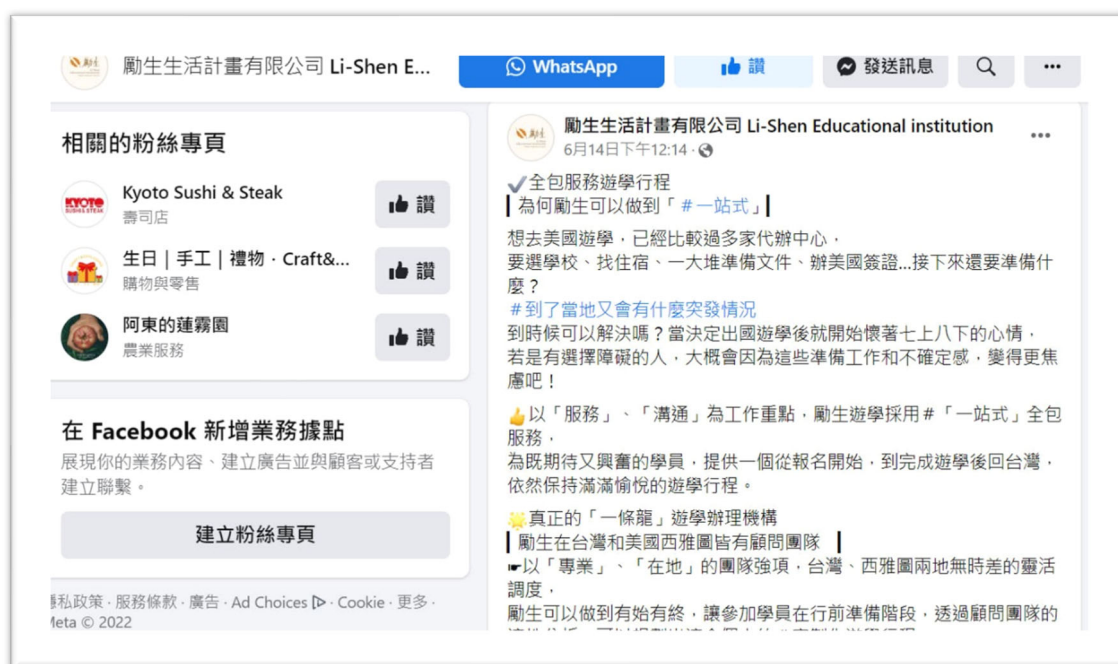 勵生生活計畫有限公司 Li-Shen E...
WhatsApp
讚
發送訊息
相關的粉絲專頁
Kyoto Sushi & Steak
壽司店
讚
生日｜手工｜禮物 · Craft&...
購物與零售
讚
阿東的蓮霧園
農業服務
讚
在 Facebook 新增業務據點
展現你的業務內容、建立廣告並與顧客或支持者
建立聯繫。
建立粉絲專頁
私政策 · 服務條款 · 廣告 · Ad Choices · Cookie · 更多 ·
Meta © 2022
勵生生活計畫有限公司 Li-Shen Educational institution
6月14日下午12:14 ·
✔全包服務遊學行程
▎為何勵生可以做到「#一站式」▎
想去美國遊學，已經比較過多家代辦中心，
要選學校、找住宿、一大堆準備文件、辦美國簽證...接下來還要準備什
麼？
#到了當地又會有什麼突發情況
到時候可以解決嗎？當決定出國遊學後就開始懷著七上八下的心情，
若是有選擇障礙的人，大概會因為這些準備工作和不確定感，變得更焦
慮吧！
👍以「服務」、「溝通」為工作重點，勵生遊學採用#「一站式」全包
服務，
為既期待又興奮的學員，提供一個從報名開始，到完成遊學後回台灣，
依然保持滿滿愉悅的遊學行程。
🌟真正的「一條龍」遊學辦理機構
▎勵生在台灣和美國西雅圖皆有顧問團隊 ▎
☛以「專業」、「在地」的團隊強項，台灣、西雅圖兩地無時差的靈活
調度，
勵生可以做到有始有終，讓參加學員在行前準備階段，透過顧問團隊的